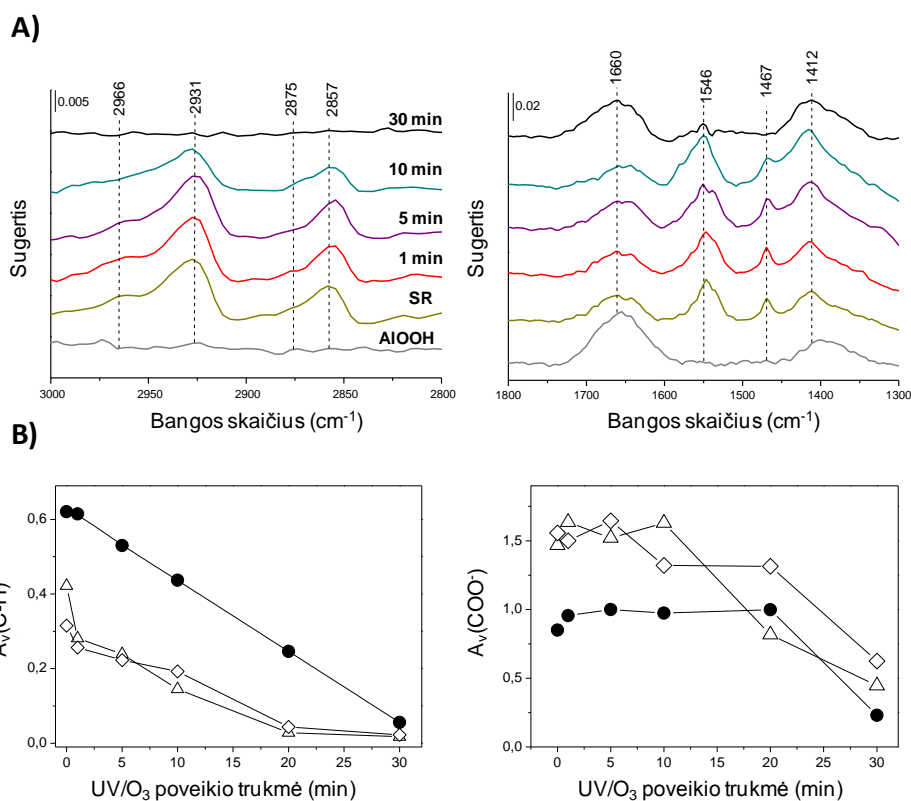 A)
0.005
2966
2931
2875
2857
30 min
10 min
5 min
1 min
SR
AlOOH
Sugertis
3000 2950 2900 2850 2800
Bangos skaičius (cm-1)
0.02
1660
1546
1467
1412
Sugertis
1800 1700 1600 1500 1400 1300
Bangos skaičius (cm-1)
B)
0,6
0,4
0,2
0,0
Aν(C-H)
0 5 10 15 20 25 30
UV/O3 poveikio trukmė (min)
1,5
1,0
0,5
0,0
Aν(COO-)
0 5 10 15 20 25 30
UV/O3 poveikio trukmė (min)